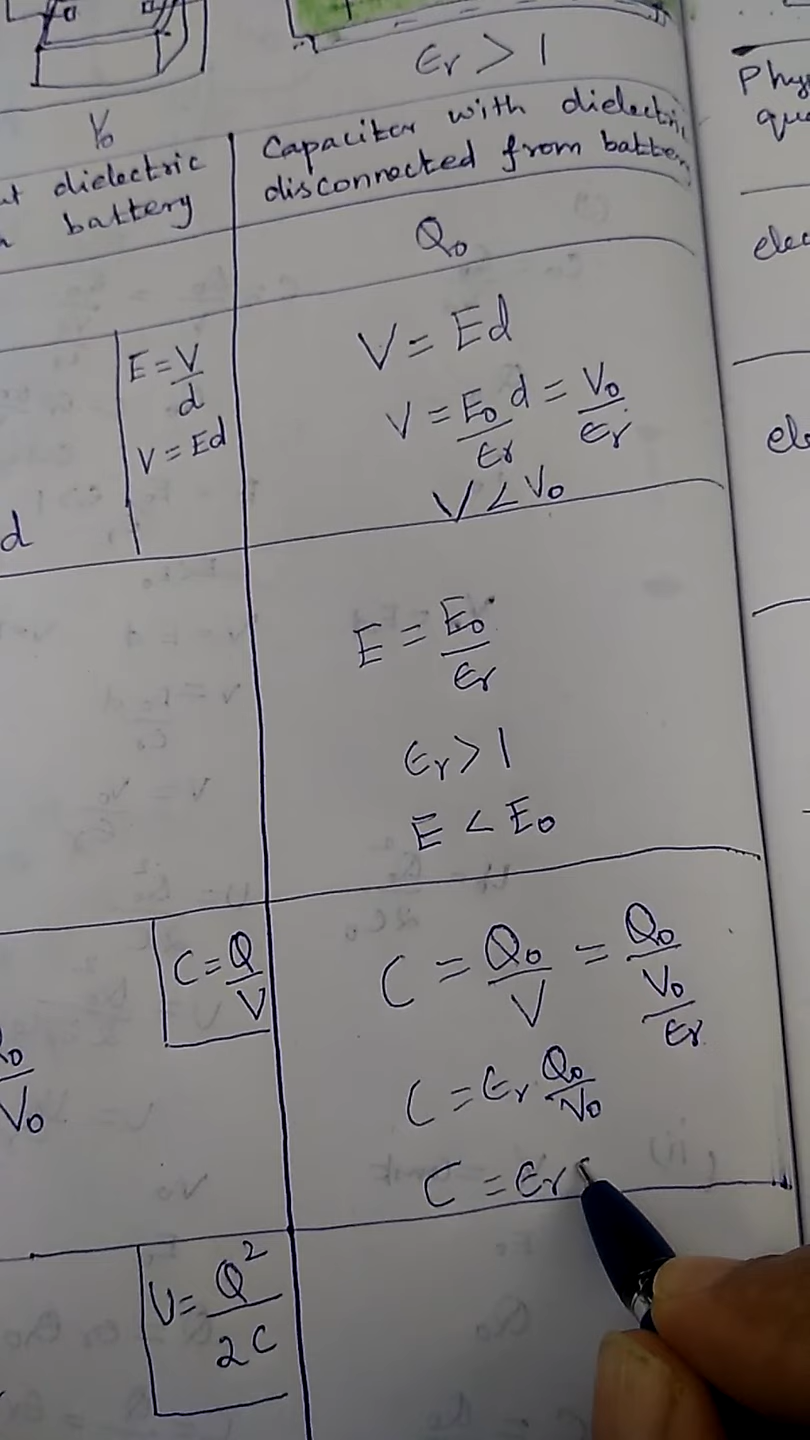 εr > 1
V₀
dielectric
battery
Capacitor with dielectric
disconnected from battery
Q₀
E = V/d
V = Ed
d
V = Ed
V = E₀/εr d = V₀/εr
V < V₀
E = E₀/εr
εr > 1
E < E₀
C = Q/V
V₀
C = Q₀/V = Q₀/(V₀/εr)
C = εr Q₀/V₀
C = εr
U = Q²/2C